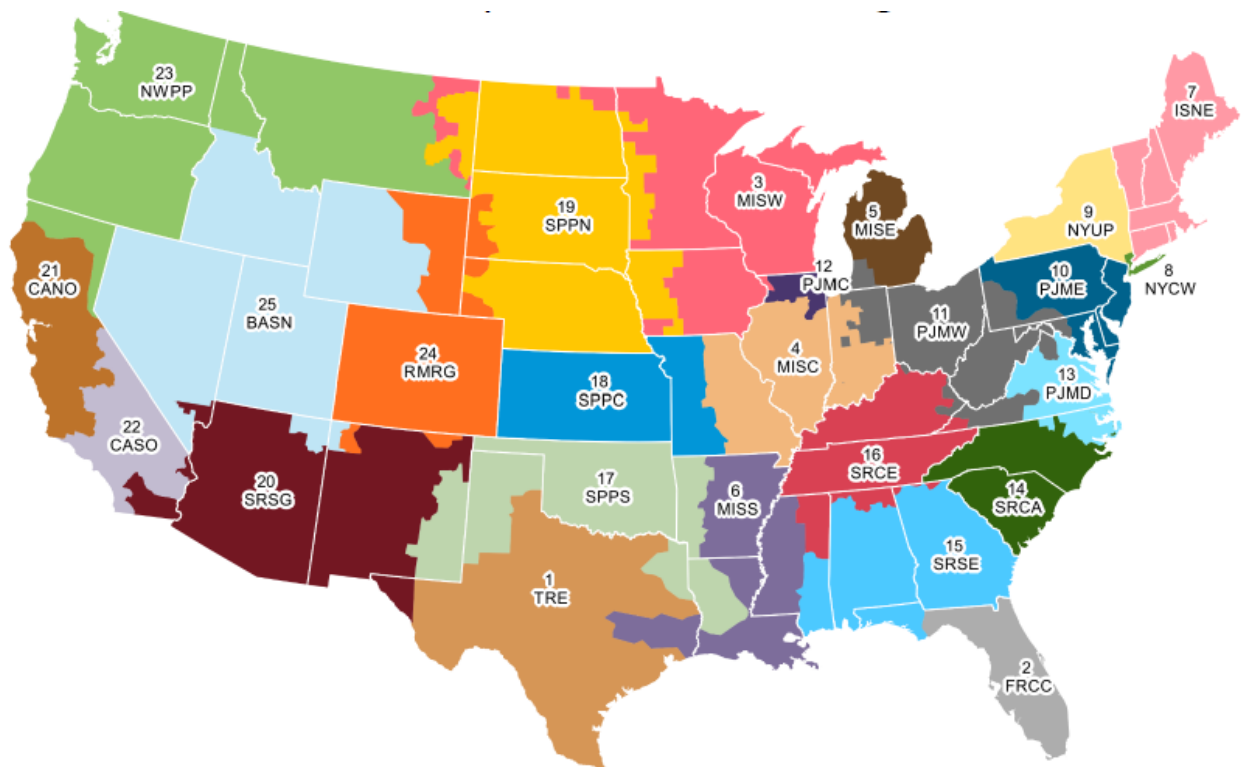 23
NWPP
7
ISNE
3
MISW
19
SPPN
5
MISE
9
NYUP
21
CANO
12
PJMC
10
PJME
8
NYCW
25
BASN
11
PJMW
24
RMRG
4
MISC
18
SPPC
13
PJMD
22
CASO
16
SRCE
20
SRSG
17
SPPS
6
MISS
14
SRCA
15
SRSE
1
TRE
2
FRCC